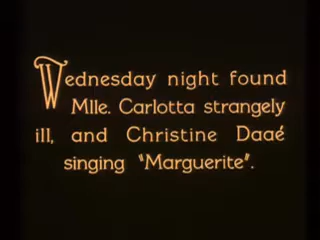 Wednesday night found
Mlle. Carlotta strangely
ill, and Christine Daaé
singing "Marguerite".